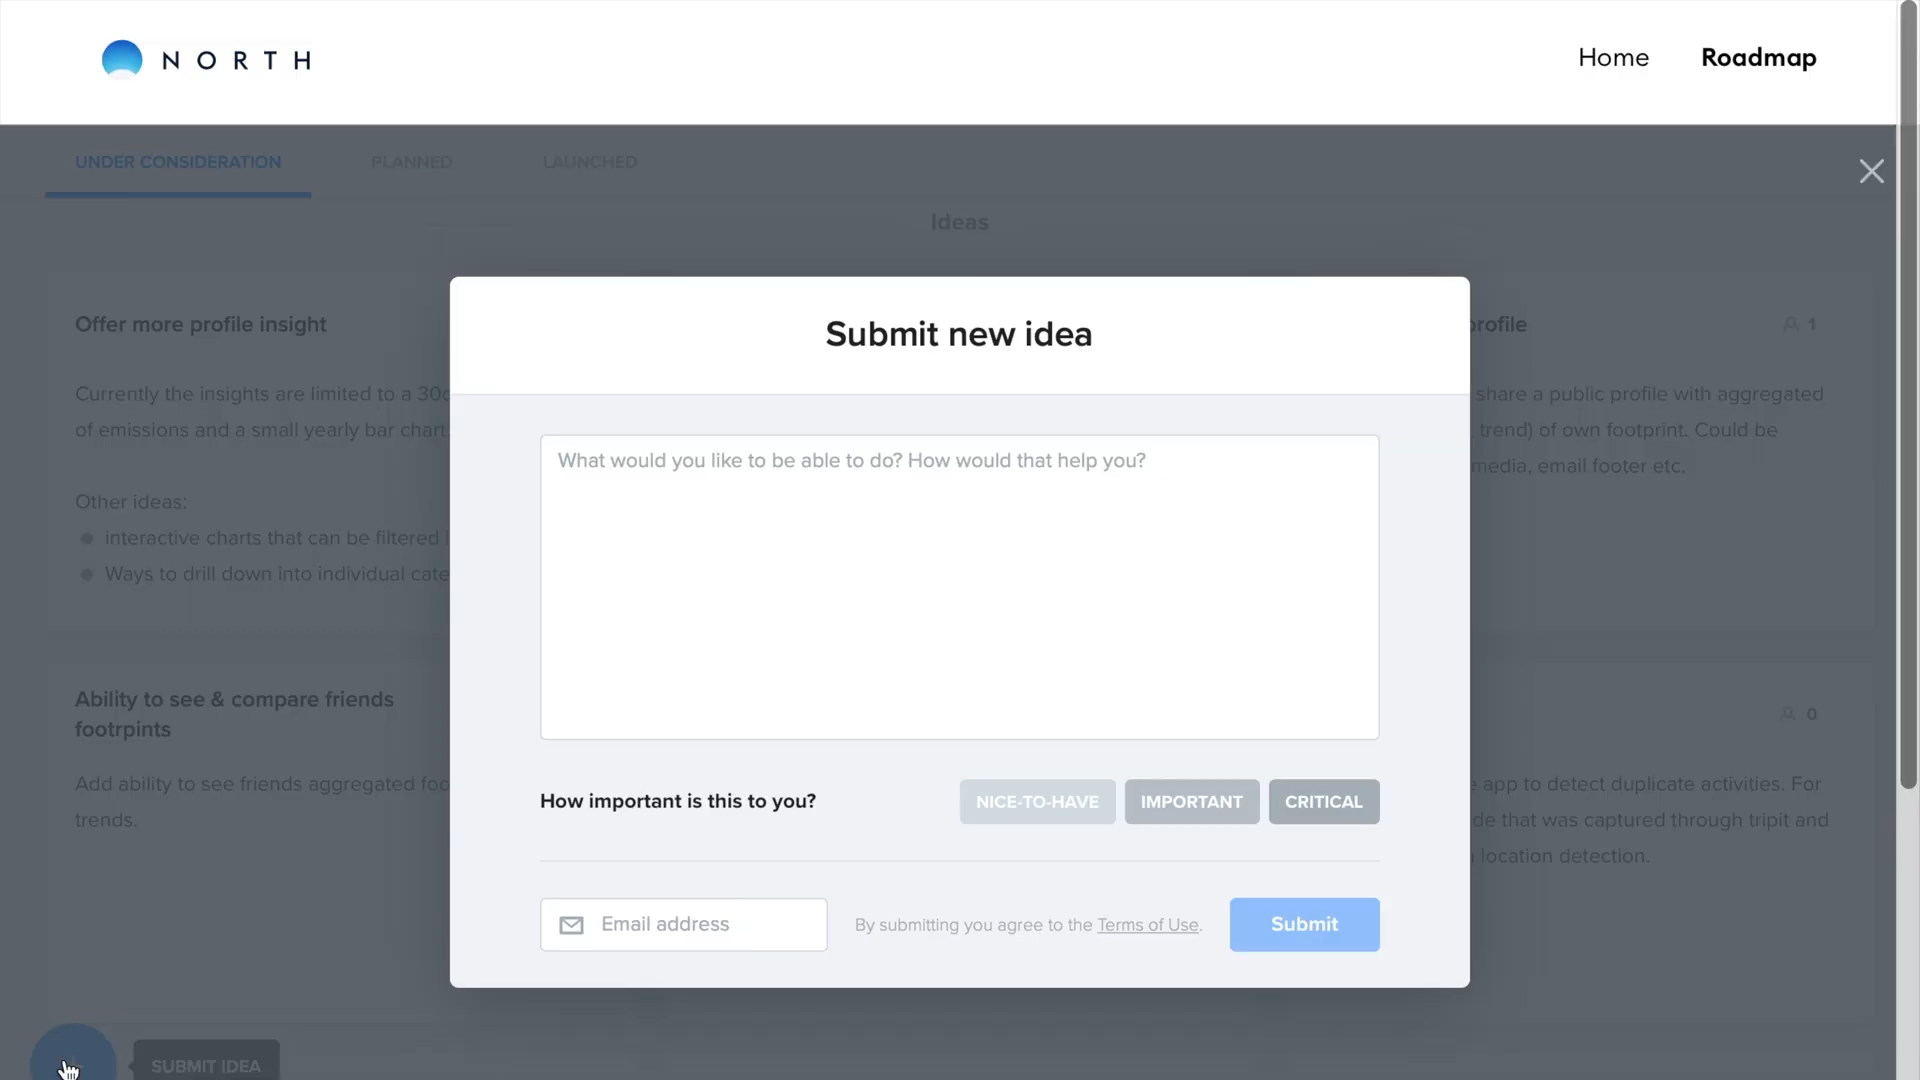 NORTH
Home
Roadmap
UNDER CONSIDERATION
PLANNED
LAUNCHED
Ideas
Offer more profile insight
Currently the insights are limited to a
of emissions and a small yearly bar chart.
Other ideas:
interactive charts that can be filtered
Ways to drill down into individual
Ability to see & compare friends
footrpints
Add ability to see friends aggregated
trends.
Submit new idea
What would you like to be able to do? How would that help you?
How important is this to you?
NICE-TO-HAVE
IMPORTANT
CRITICAL
Email address
By submitting you agree to the Terms of Use.
Submit
profile
1
share a public profile with aggregated
trend) of own footprint. Could be
media, email footer etc.
0
app to detect duplicate activities. For
that was captured through tripit and
location detection.
SUBMIT IDEA